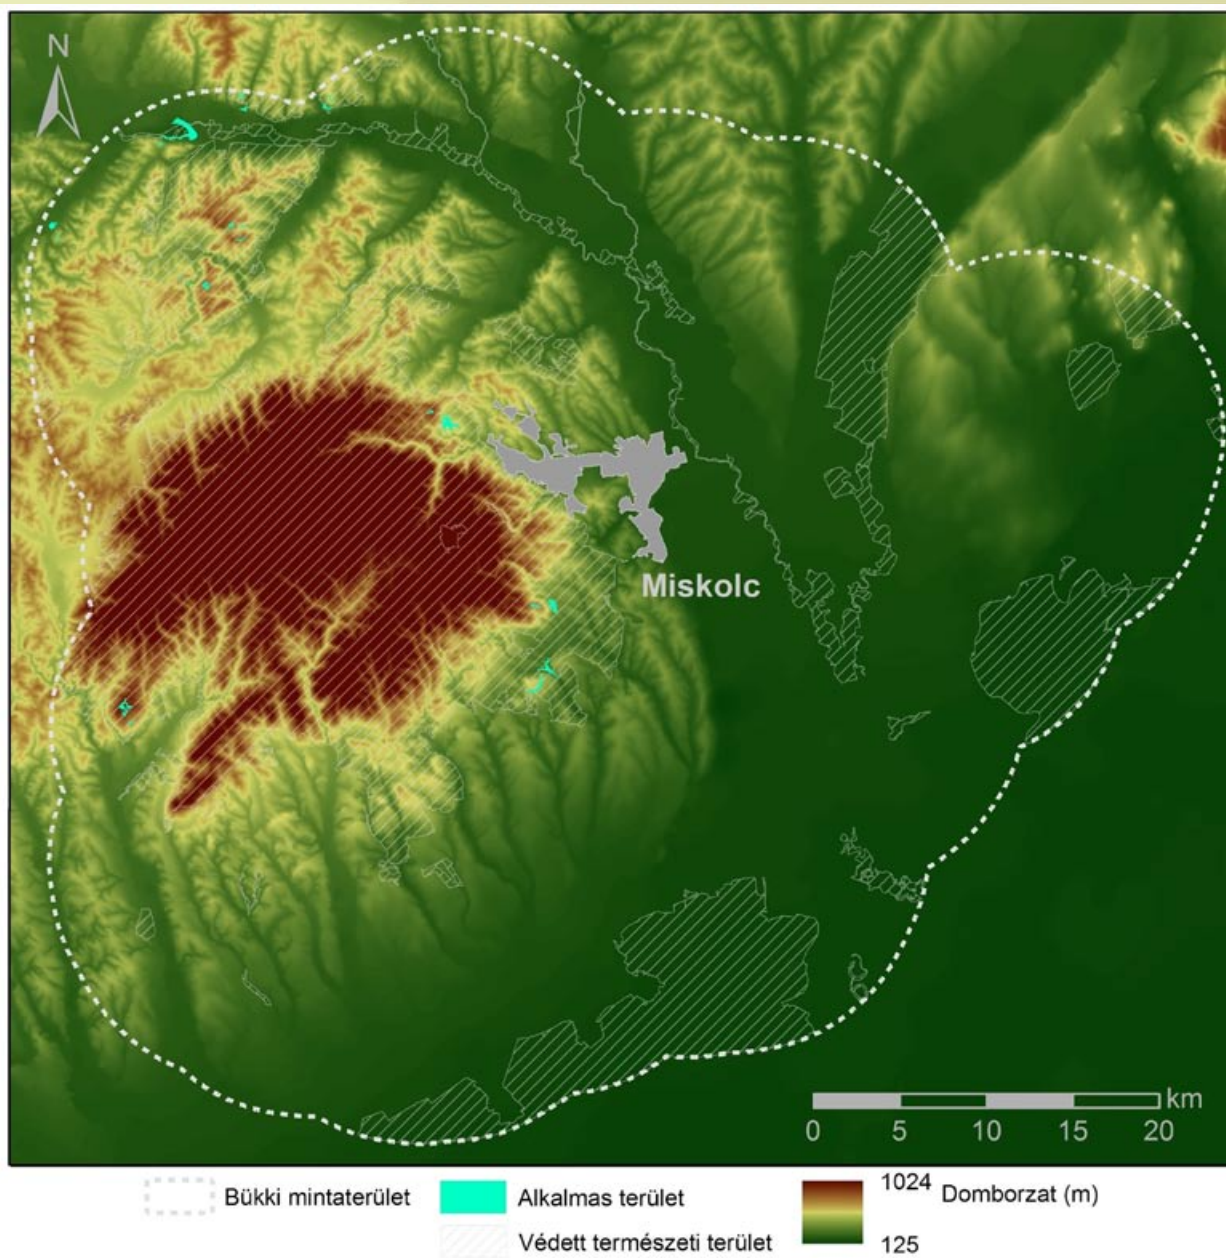 N
Miskolc
km
0 5 10 15 20
Bükki mintaterület
Alkalmas terület
Védett természeti terület
1024 Domborzat (m)
125